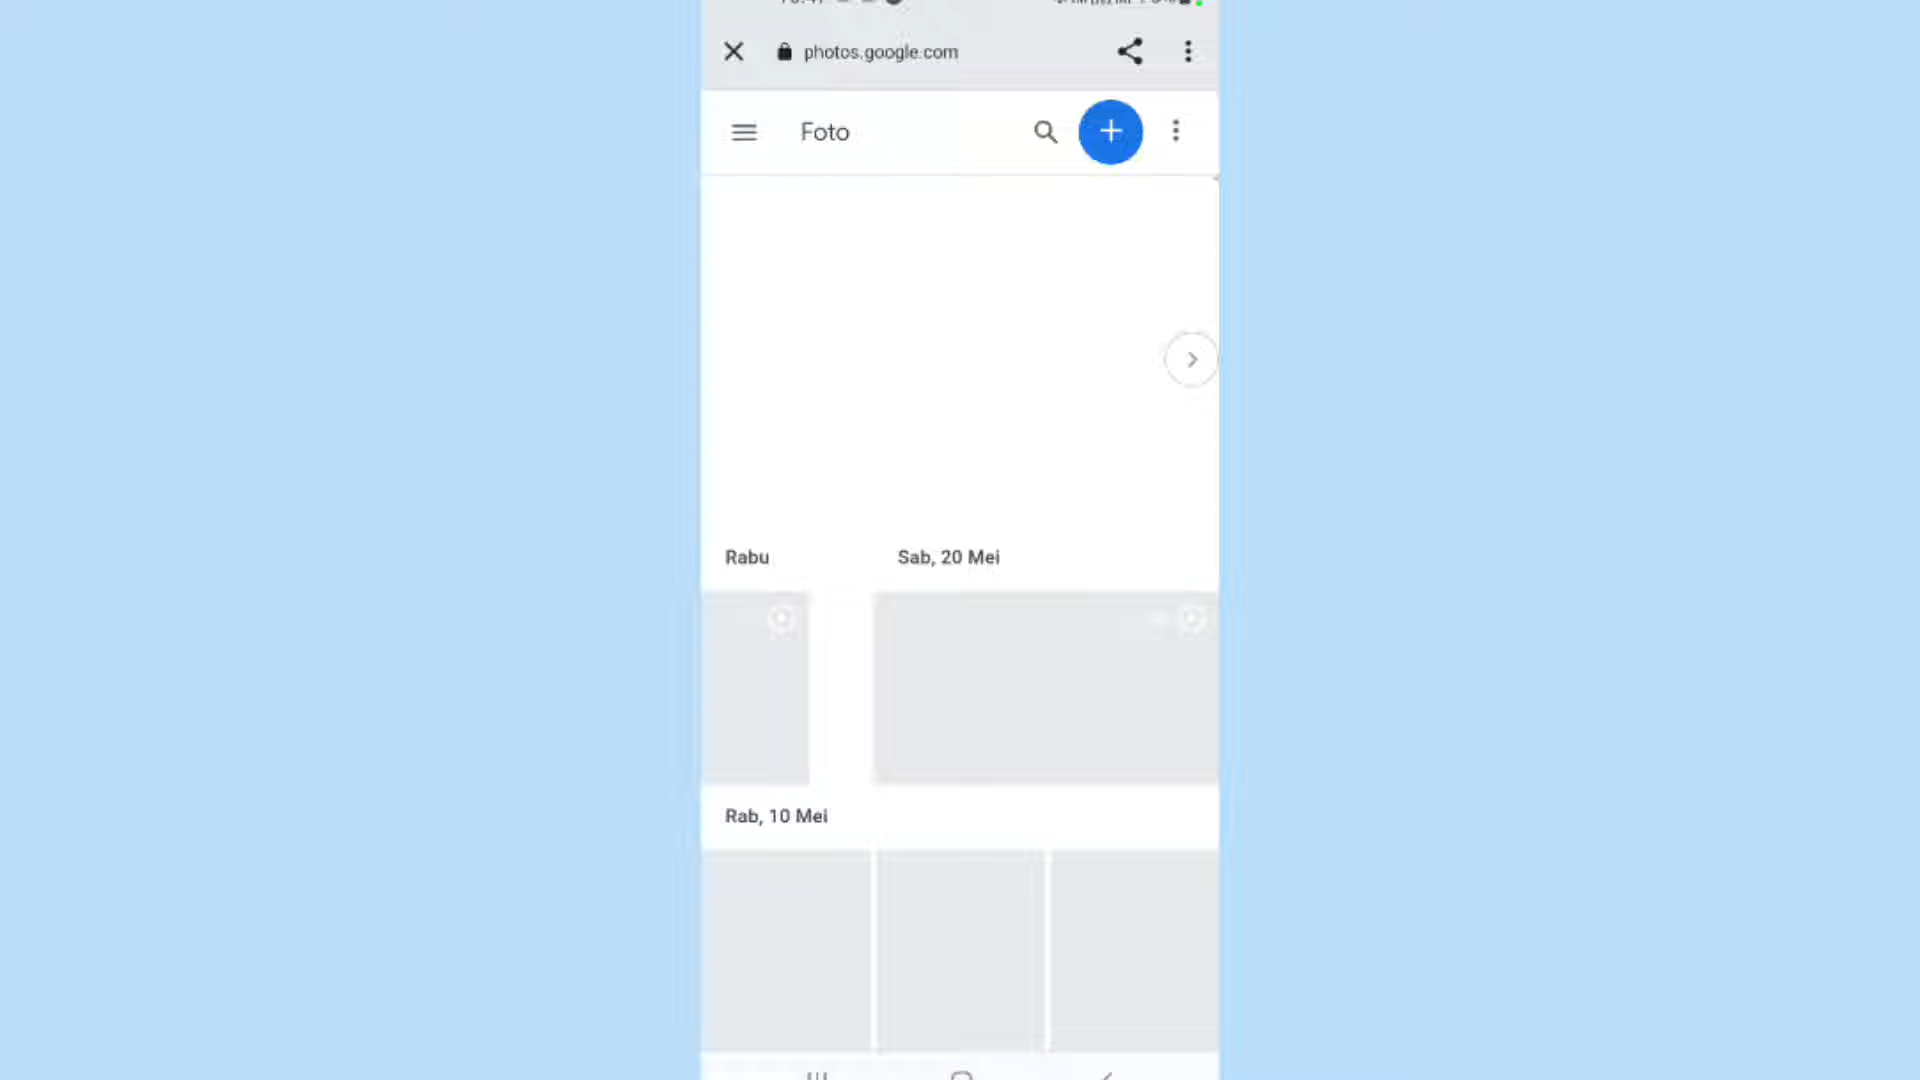 photos.google.com
Foto
Rabu
Sab, 20 Mei
Rab, 10 Mei